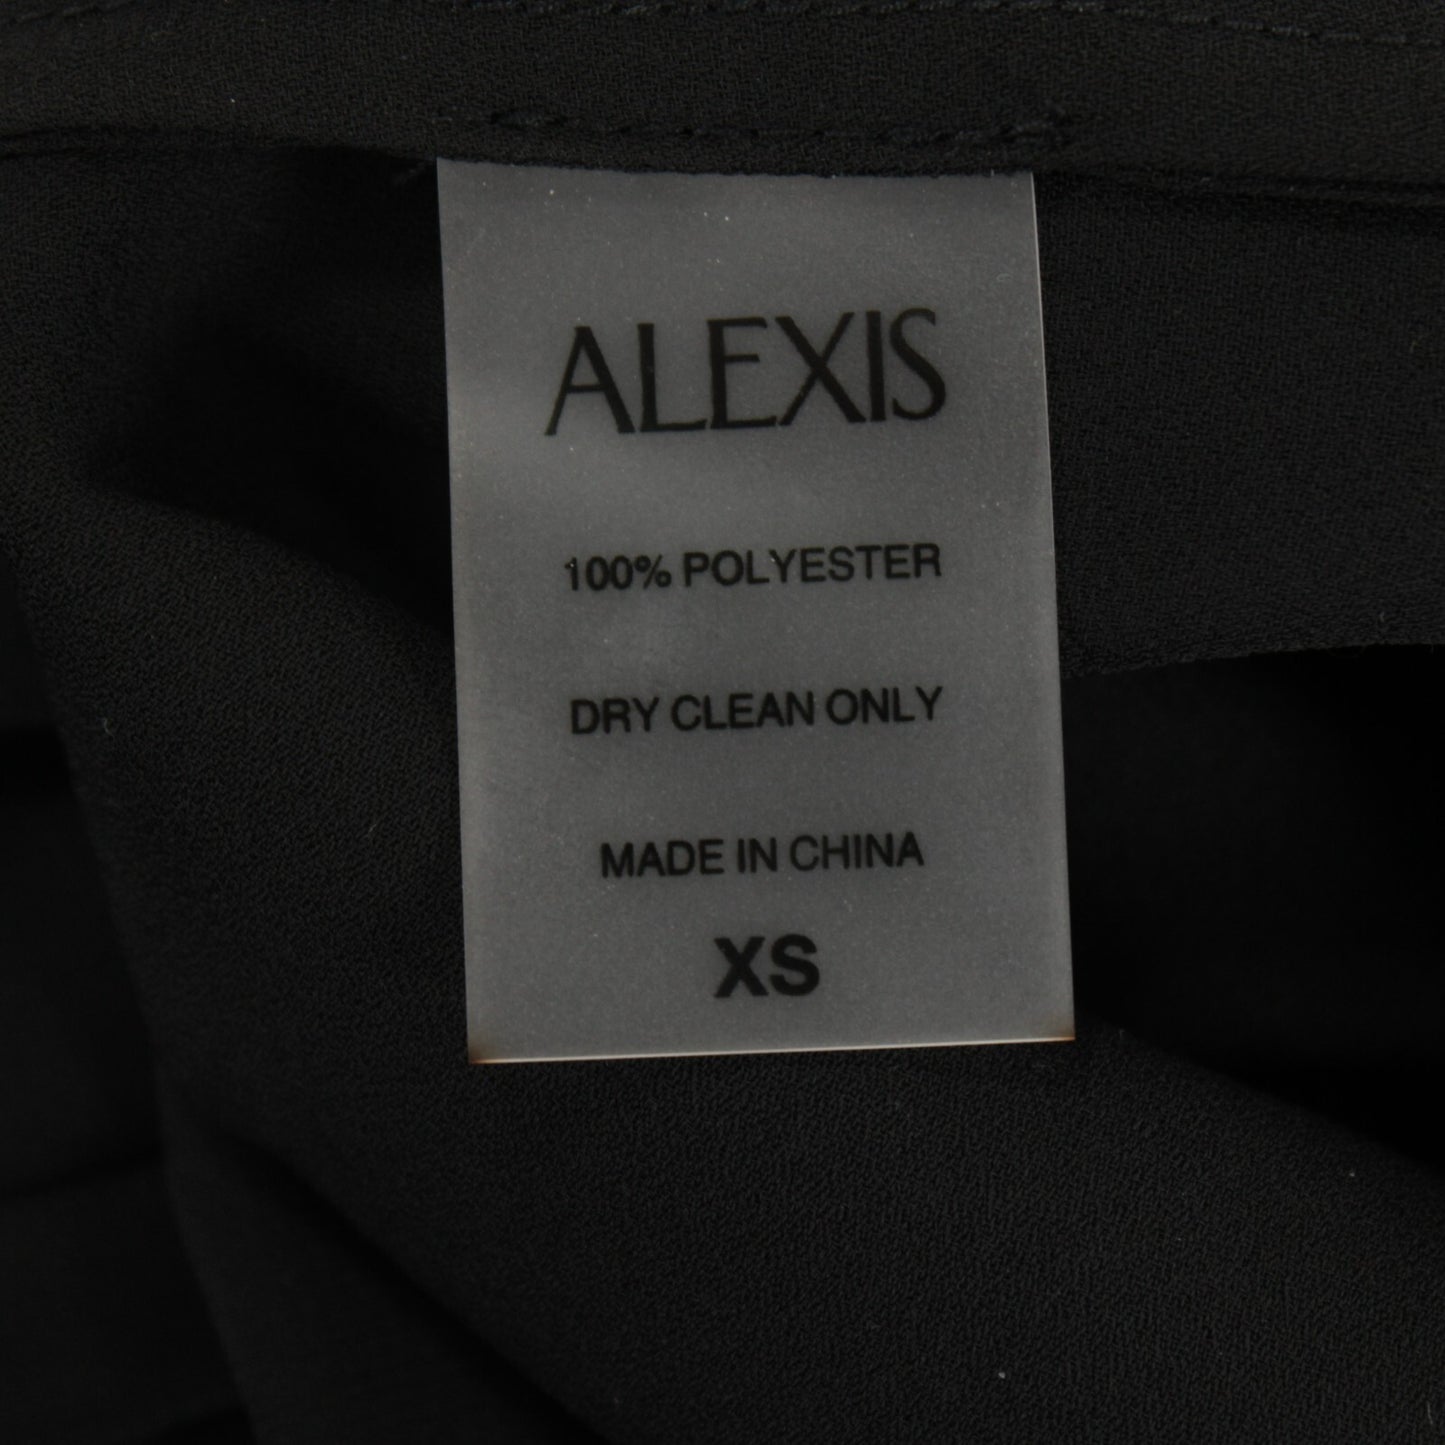 ALEXIS
100% POLYESTER
DRY CLEAN ONLY
MADE IN CHINA
XS